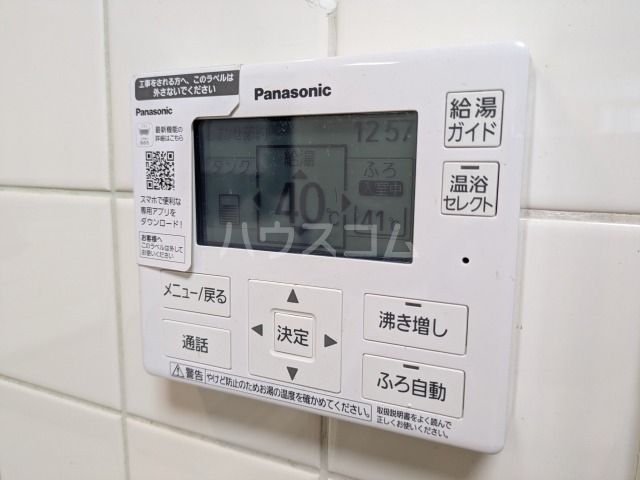 工事をされる方へ、このラベルは
外さないでください
Panasonic
最新機能の
詳細はこちら
スマホで便利な
専用アプリを
ダウンロード!
お客様へ
このラベルは外して
お使いください
Panasonic
12:57
タンク
給湯
40℃
ふろ
入室中
41℃
給湯
ガイド
温浴
セレクト
メニュー/戻る
通話
決定
沸き増し
ふろ自動
警告
やけど防止のためお湯の温度を確かめてください。
取扱説明書をよく読んで
正しくお使いください。
ハウスコム